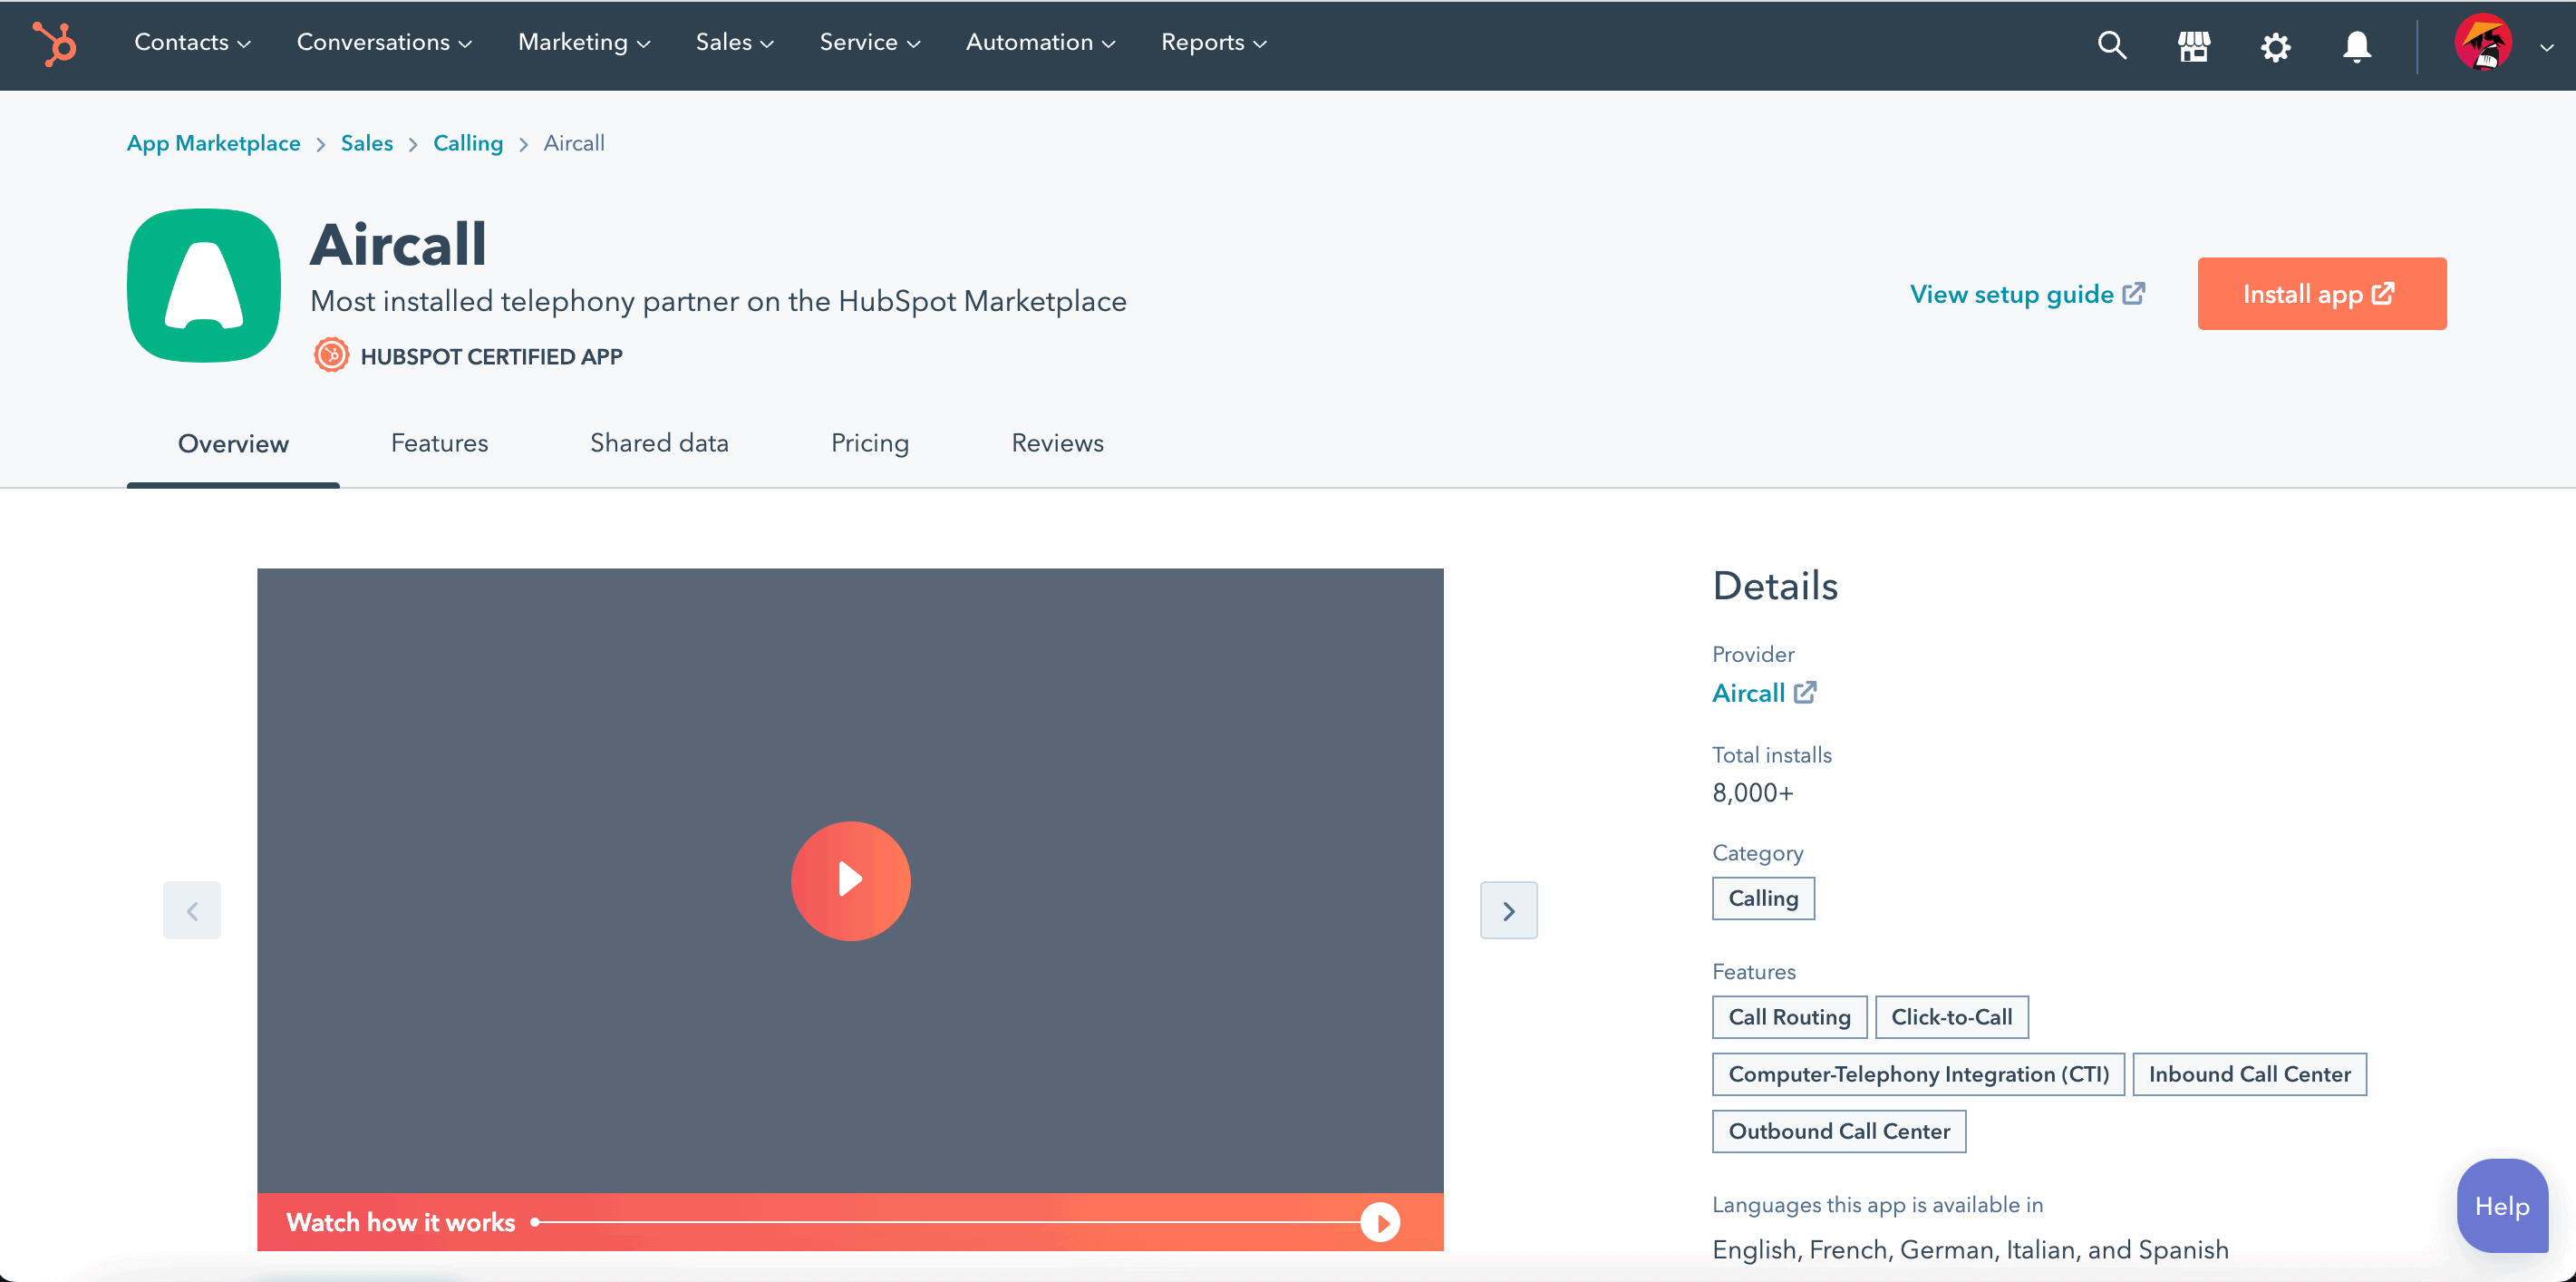 Contacts Conversations Marketing Sales Service Automation Reports
App Marketplace > Sales > Calling > Aircall
Aircall
Most installed telephony partner on the HubSpot Marketplace
HUBSPOT CERTIFIED APP
View setup guide
Install app
Overview Features Shared data Pricing Reviews
Watch how it works
Details
Provider
Aircall
Total installs
8,000+
Category
Calling
Features
Call Routing Click-to-Call
Computer-Telephony Integration (CTI) Inbound Call Center
Outbound Call Center
Languages this app is available in
English, French, German, Italian, and Spanish
Help